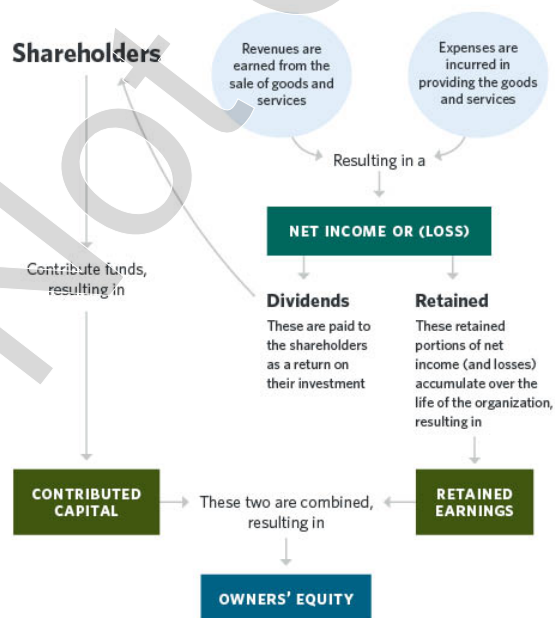 Shareholders
Revenues are
earned from the
sale of goods and
services
Expenses are
incurred in
providing the goods
and services
Resulting in a
NET INCOME OR (LOSS)
Contribute funds,
resulting in
Dividends
These are paid to
the shareholders
as a return on
their investment
Retained
These retained
portions of net
income (and losses)
accumulate over the
life of the organization,
resulting in
CONTRIBUTED
CAPITAL
These two are combined,
resulting in
RETAINED
EARNINGS
OWNERS' EQUITY
Not